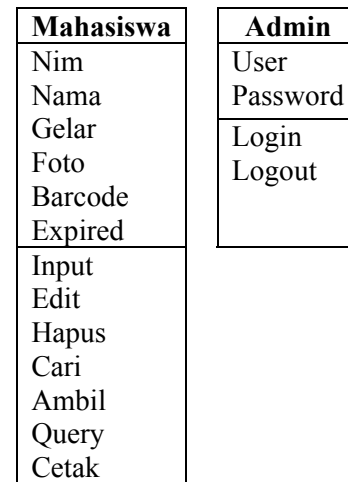 Mahasiswa
Nim
Nama
Gelar
Foto
Barcode
Expired
Input
Edit
Hapus
Cari
Ambil
Query
Cetak
Admin
User
Password
Login
Logout